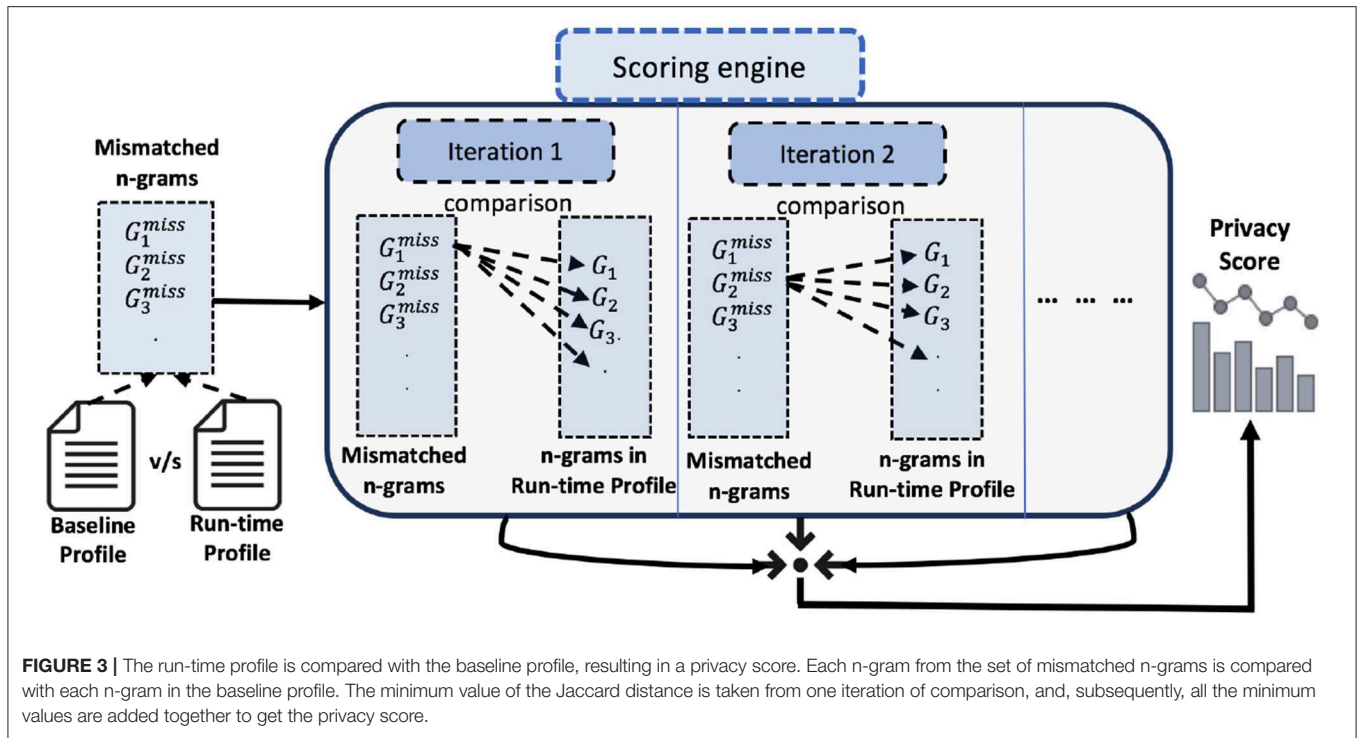 Scoring engine
Mismatched
n-grams
G_1^{miss}
G_2^{miss}
G_3^{miss}
.
Baseline
Profile
v/s
Run-time
Profile
Iteration 1
comparison
G_1^{miss}
G_2^{miss}
G_3^{miss}
.
.
Mismatched
n-grams
G_1
G_2
G_3.
.
n-grams in
Run-time Profile
Iteration 2
comparison
G_1^{miss}
G_2^{miss}
G_3^{miss}
.
.
Mismatched
n-grams
G_1
G_2
G_3
.
.
n-grams in
Run-time Profile
... ... ...
Privacy
Score
FIGURE 3 | The run-time profile is compared with the baseline profile, resulting in a privacy score. Each n-gram from the set of mismatched n-grams is compared
with each n-gram in the baseline profile. The minimum value of the Jaccard distance is taken from one iteration of comparison, and, subsequently, all the minimum
values are added together to get the privacy score.